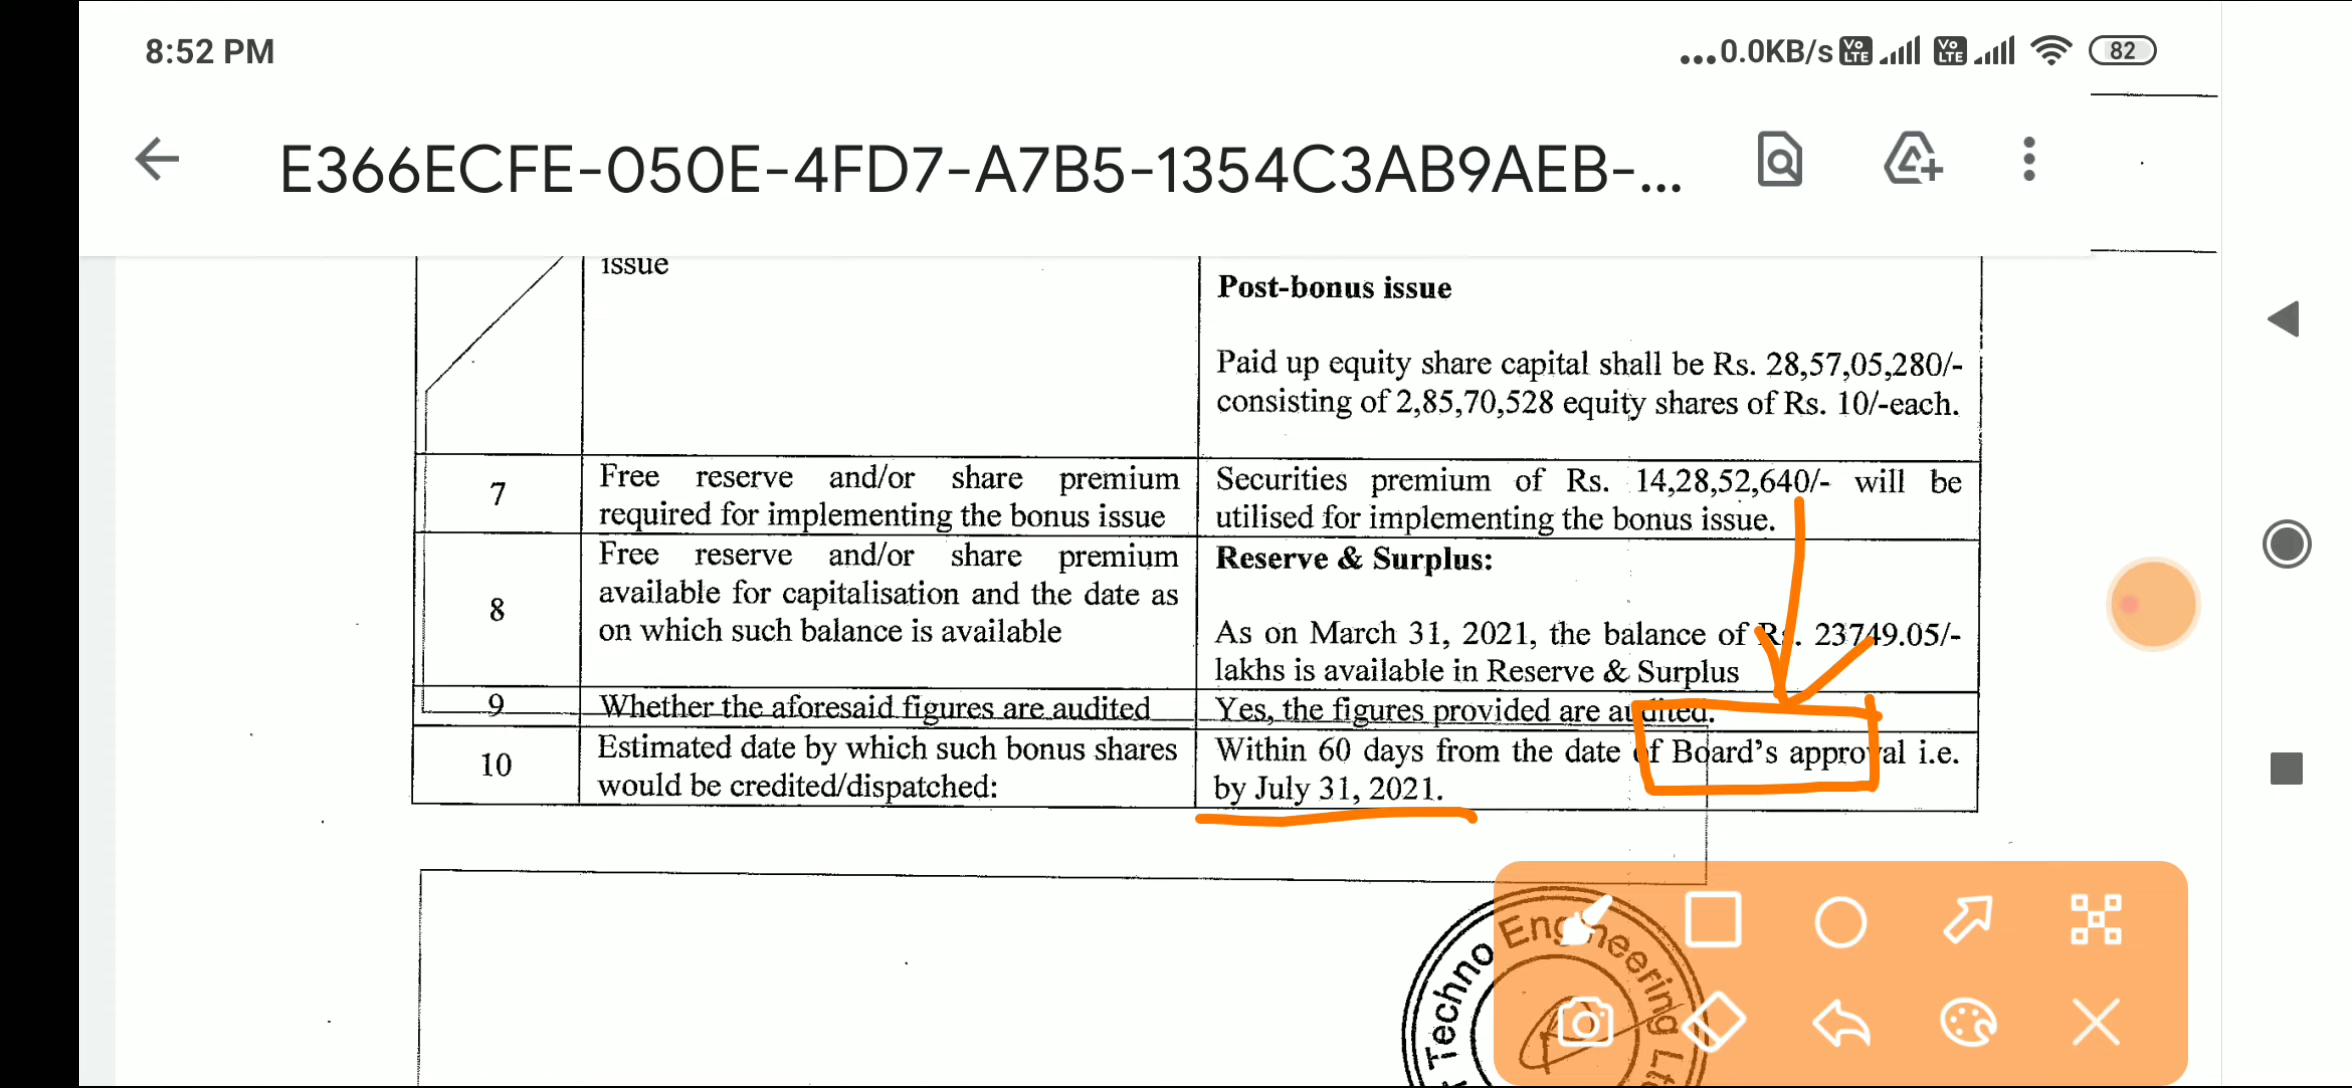 8:52 PM
...0.0KB/s Vo LTE Vo LTE 82
E366ECFE-050E-4FD7-A7B5-1354C3AB9AEB-...
issue
Post-bonus issue
Paid up equity share capital shall be Rs. 28,57,05,280/-
consisting of 2,85,70,528 equity shares of Rs. 10/-each.
7
Free reserve and/or share premium
required for implementing the bonus issue
Securities premium of Rs. 14,28,52,640/- will be
utilised for implementing the bonus issue.
8
Free reserve and/or share premium
available for capitalisation and the date as
on which such balance is available
Reserve & Surplus:
As on March 31, 2021, the balance of Rs. 23749.05/-
lakhs is available in Reserve & Surplus
9
Whether the aforesaid figures are audited
Yes, the figures provided are audited.
10
Estimated date by which such bonus shares
would be credited/dispatched:
Within 60 days from the date of Board's approval i.e.
by July 31, 2021.
Techno Engineering